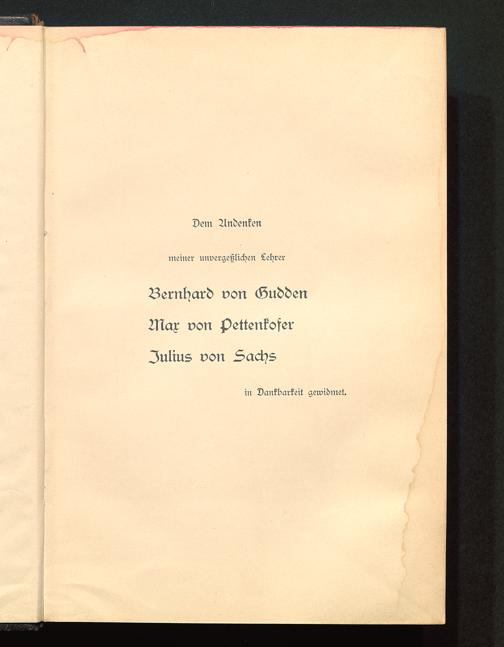 Dem Andenken
meiner unvergeßlichen Lehrer
Bernhard von Gudden
Max von Pettenkofer
Julius von Sachs
in Dankbarkeit gewidmet.